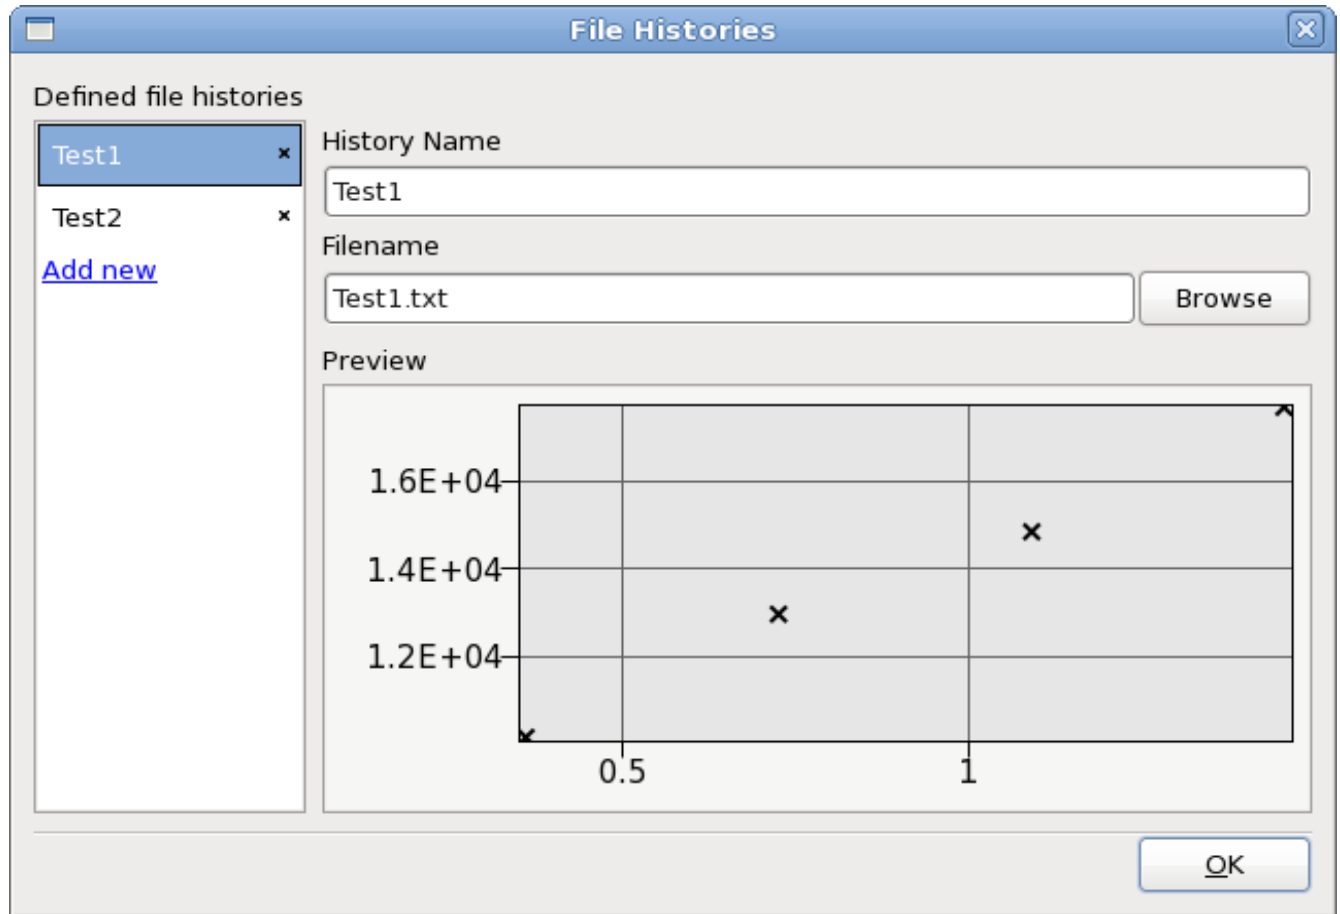 File Histories
Defined file histories
Test1
Test2
Add new
History Name
Test1
Filename
Test1.txt
Browse
Preview
1.6E+04
1.4E+04
1.2E+04
0.5 1
OK